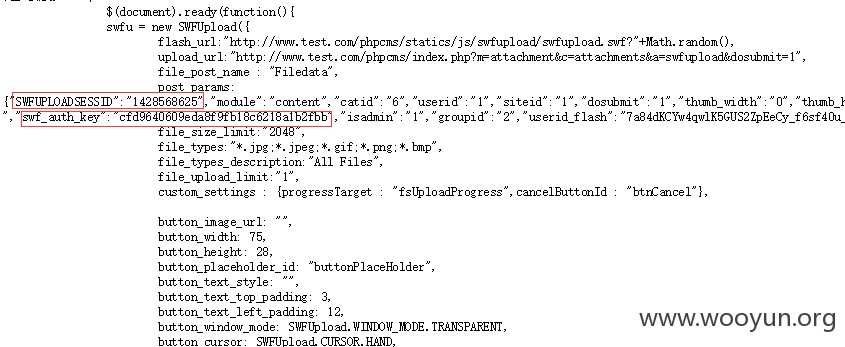 $(document).ready(function(){
swfu = new SWFUpload({
flash_url:"http://www.test.com/phpcms/statics/js/swfupload/swfupload.swf?"+Math.random(),
upload_url:"http://www.test.com/phpcms/index.php?m=attachment&c=attachments&a=swfupload&dosubmit=1",
file_post_name : "Filedata",
post_params:
{"SWFUPLOADSESSID":"1428568625","module":"content","catid":"6","userid":"1","siteid":"1","dosubmit":"1","thumb_width":"0","thumb_h
","swf_auth_key":"cfd9640609eda8f9fb18c6218a1b2fbb","isadmin":"1","groupid":"2","userid_flash":"7a84dKCYw4qwlK5GUS2ZpEeCy_f6sf40u_
file_size_limit:"2048",
file_types:"*.jpg;*.jpeg;*.gif;*.png;*.bmp",
file_types_description:"All Files",
file_upload_limit:"1",
custom_settings : {progressTarget : "fsUploadProgress",cancelButtonId : "btnCancel"},
button_image_url: "",
button_width: 75,
button_height: 28,
button_placeholder_id: "buttonPlaceHolder",
button_text_style: "",
button_text_top_padding: 3,
button_text_left_padding: 12,
button_window_mode: SWFUpload.WINDOW_MODE.TRANSPARENT,
button_cursor: SWFUpload.CURSOR.HAND,
www.wooyun.org